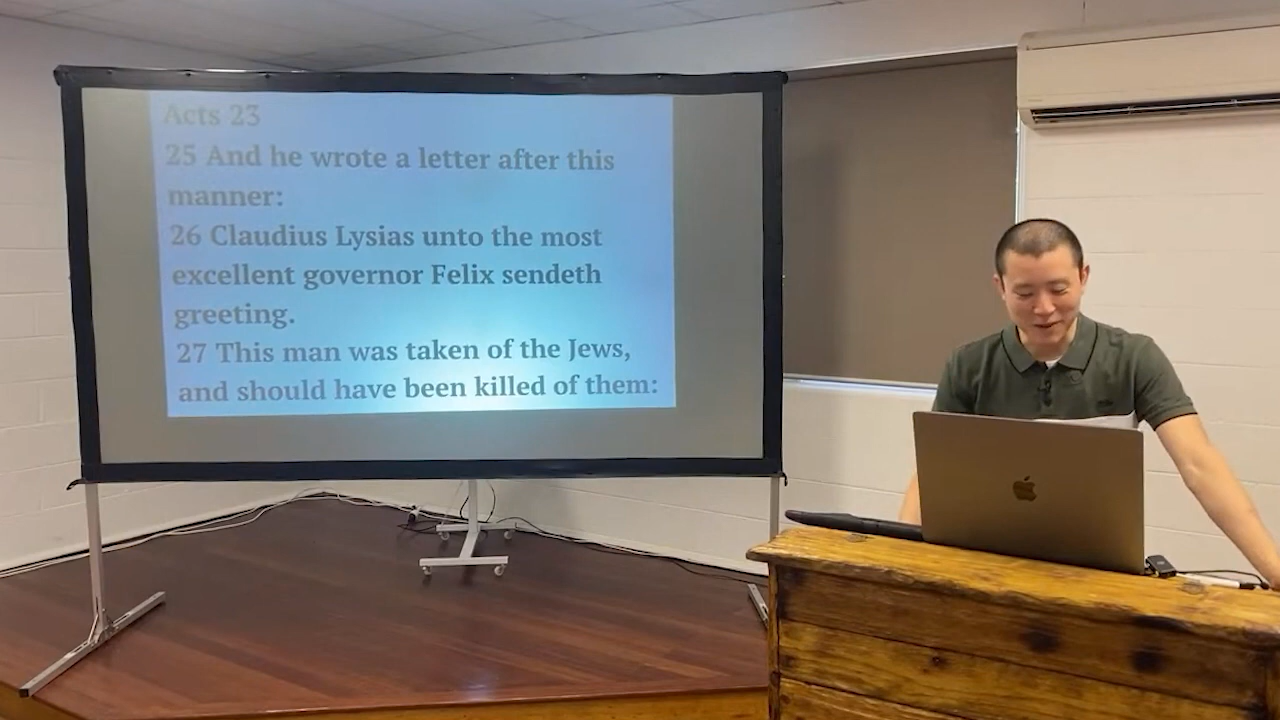 Acts 23
25 And he wrote a letter after this
manner:
26 Claudius Lysias unto the most
excellent governor Felix sendeth
greeting.
27 This man was taken of the Jews,
and should have been killed of them: